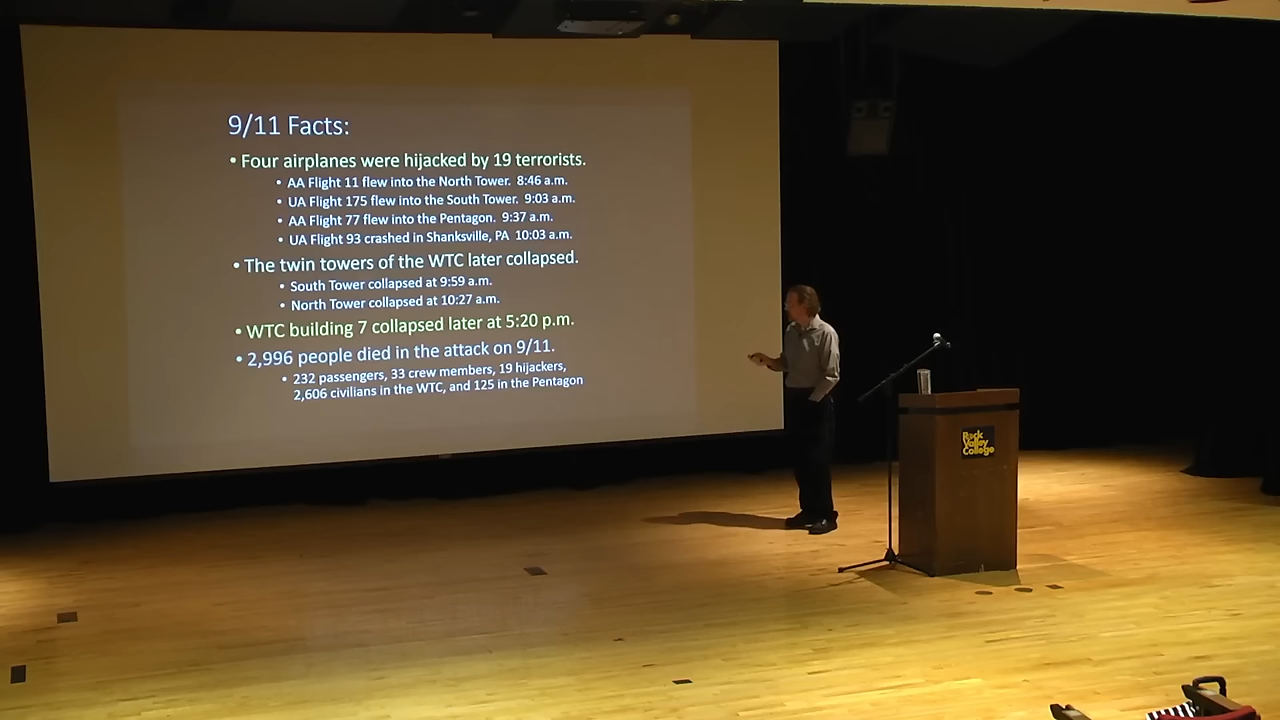 9/11 Facts:
• Four airplanes were hijacked by 19 terrorists.
• AA Flight 11 flew into the North Tower. 8:46 a.m.
• UA Flight 175 flew into the South Tower. 9:03 a.m.
• AA Flight 77 flew into the Pentagon. 9:37 a.m.
• UA Flight 93 crashed in Shanksville, PA 10:03 a.m.
• The twin towers of the WTC later collapsed.
• South Tower collapsed at 9:59 a.m.
• North Tower collapsed at 10:27 a.m.
• WTC building 7 collapsed later at 5:20 p.m.
• 2,996 people died in the attack on 9/11.
• 232 passengers, 33 crew members, 19 hijackers,
2,606 civilians in the WTC, and 125 in the Pentagon
Rock
Valley
College